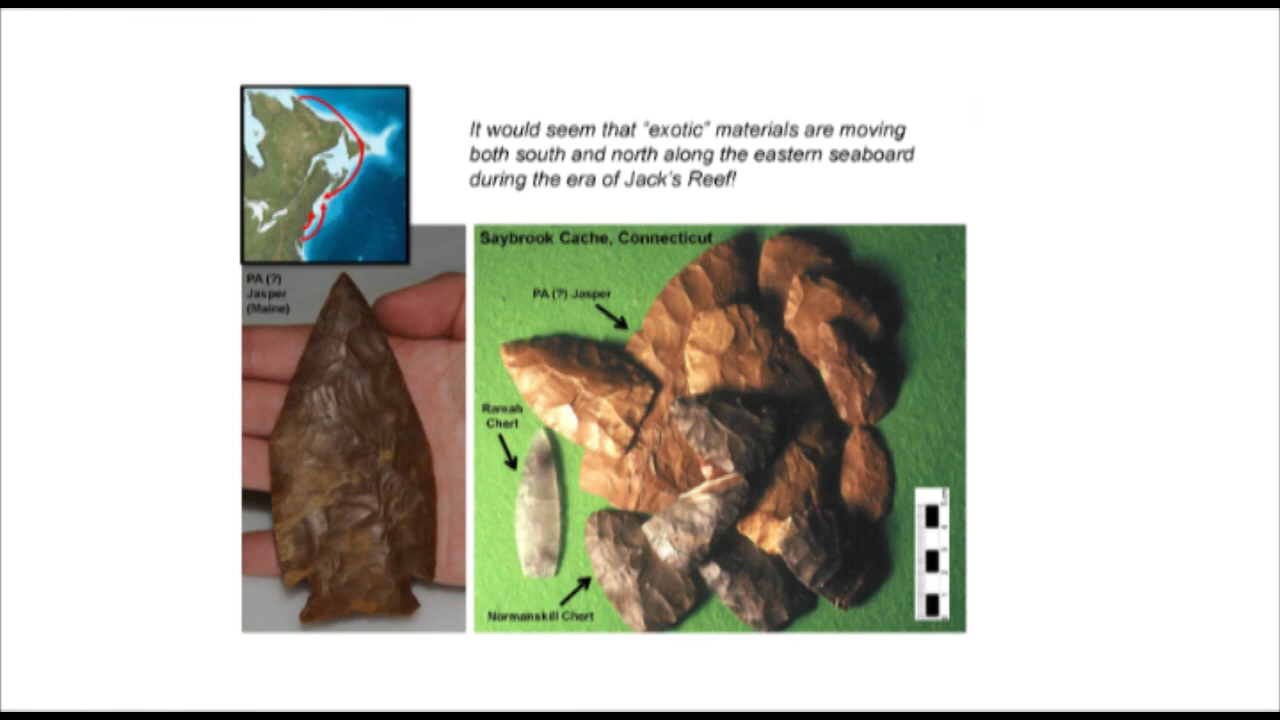 It would seem that "exotic" materials are moving
both south and north along the eastern seaboard
during the era of Jack's Reef!
Saybrook Cache, Connecticut
PA (?)
Jasper
(Maine)
PA (?) Jasper
Ramah
Chert
Normanskill Chert